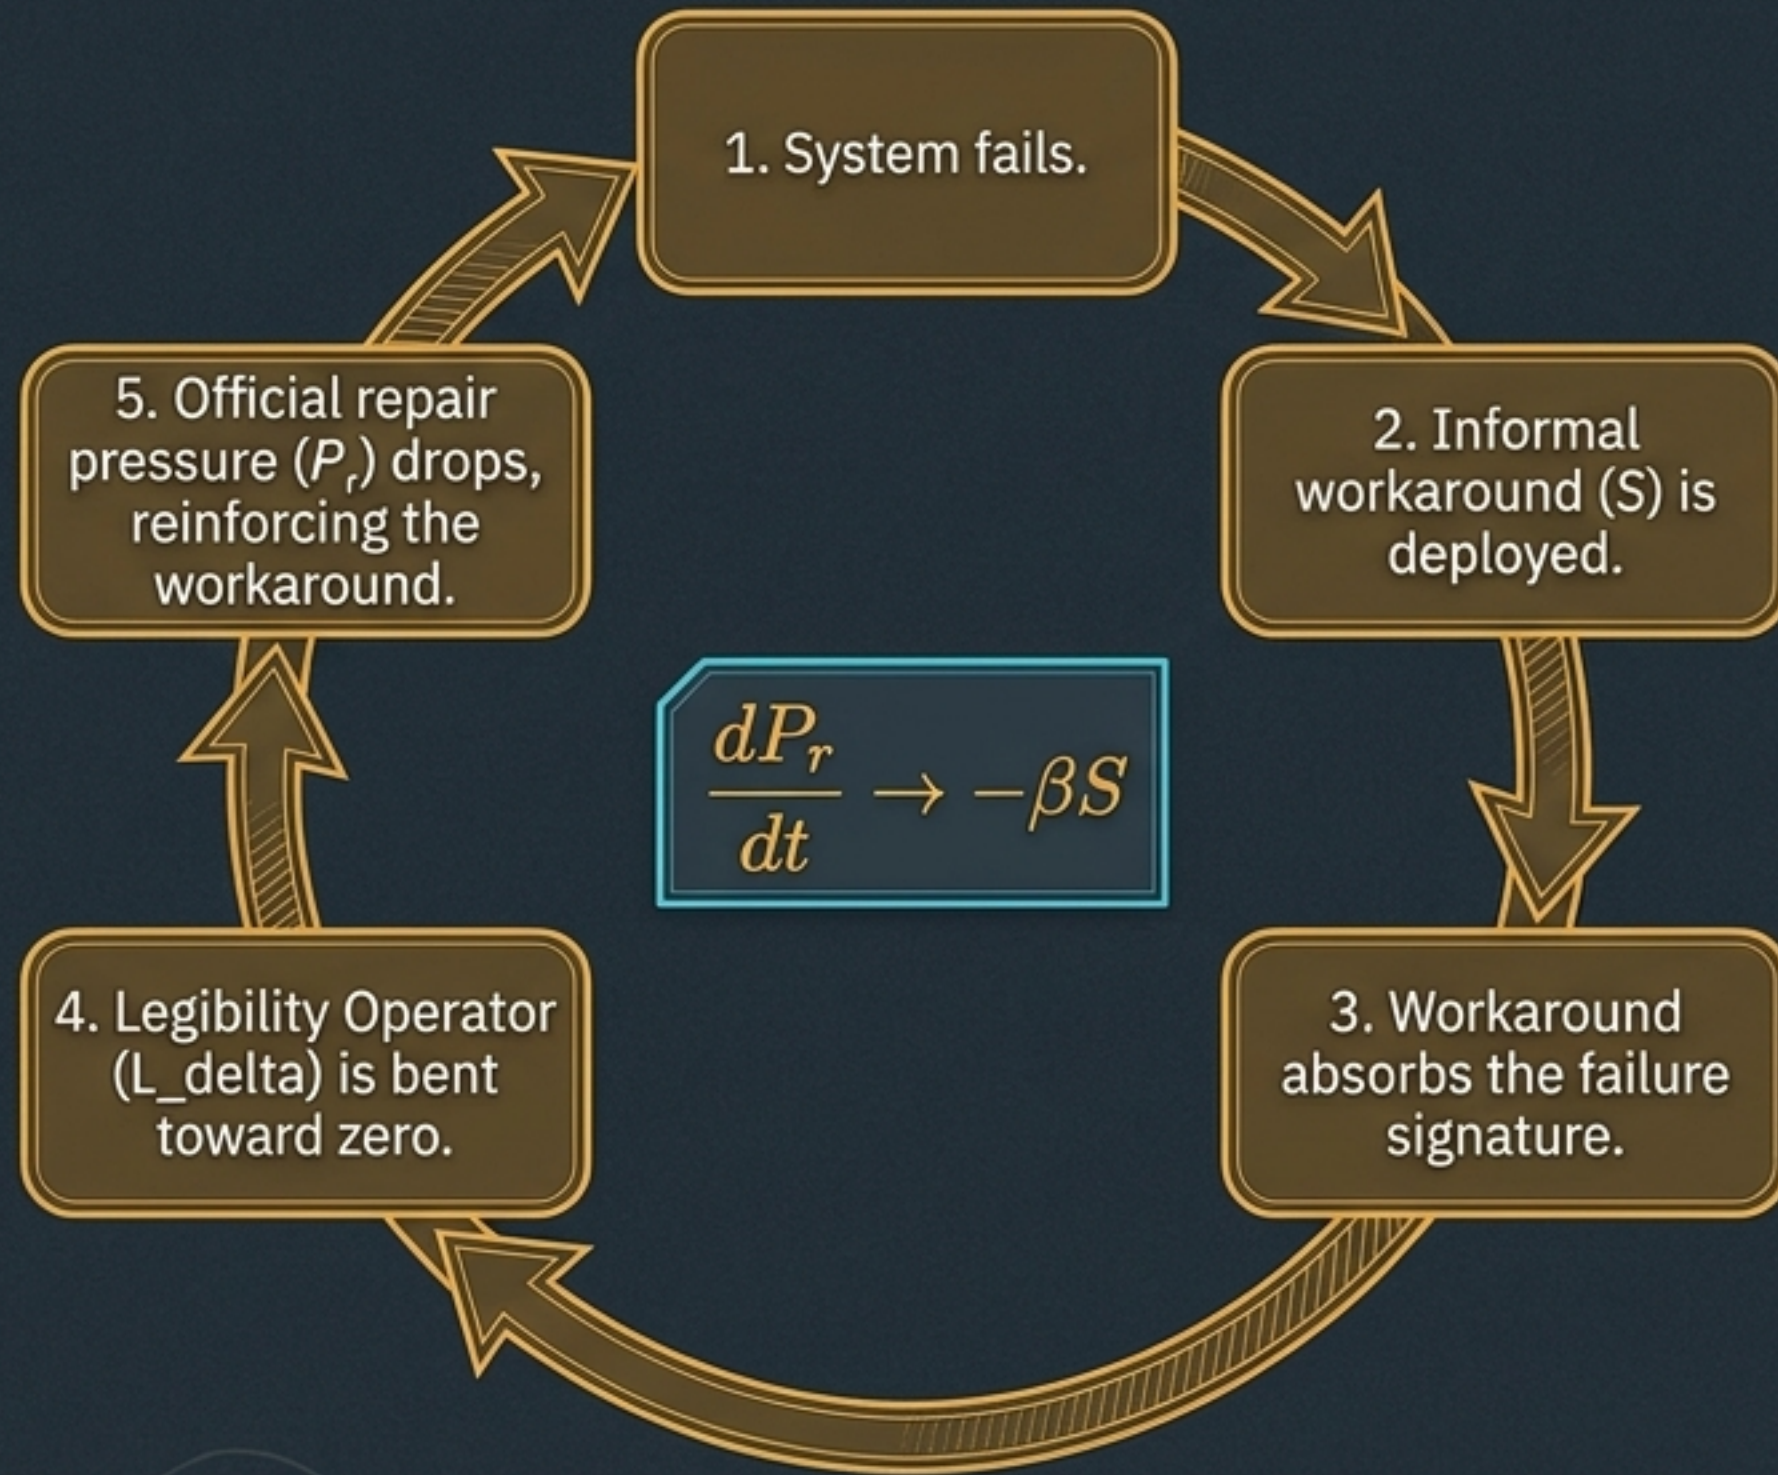 1. System fails.
2. Informal
workaround (S) is
deployed.
3. Workaround
absorbs the failure
signature.
4. Legibility Operator
(L_delta) is bent
toward zero.
5. Official repair
pressure (Pᵣ) drops,
reinforcing the
workaround.
dPᵣ/dt → −βS